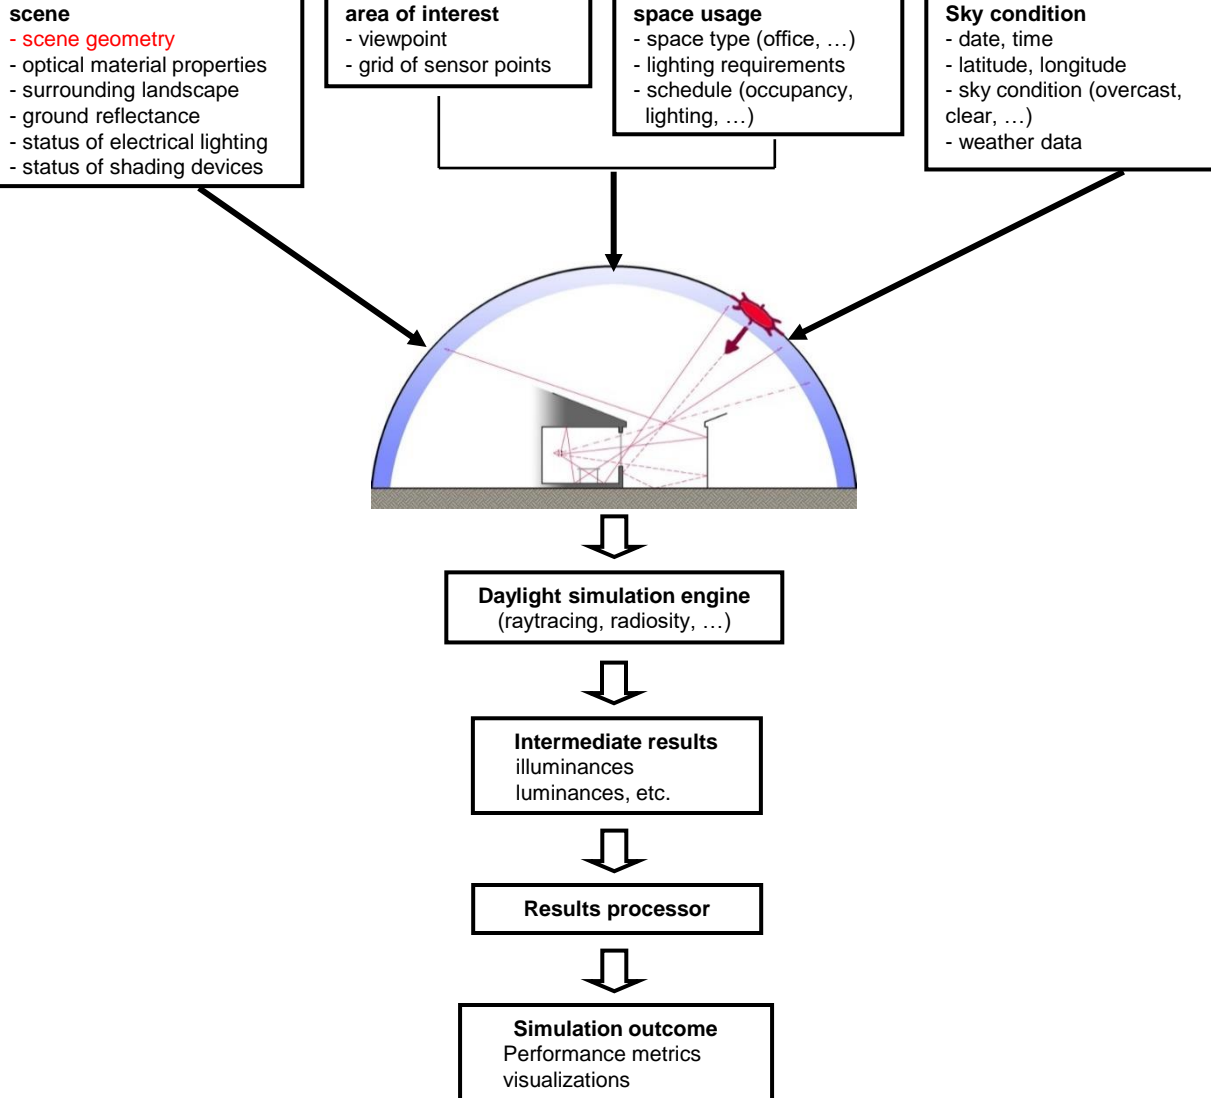 scene
- scene geometry
- optical material properties
- surrounding landscape
- ground reflectance
- status of electrical lighting
- status of shading devices
area of interest
- viewpoint
- grid of sensor points
space usage
- space type (office, …)
- lighting requirements
- schedule (occupancy,
lighting, …)
Sky condition
- date, time
- latitude, longitude
- sky condition (overcast,
clear, …)
- weather data
Daylight simulation engine
(raytracing, radiosity, …)
Intermediate results
illuminances
luminances, etc.
Results processor
Simulation outcome
Performance metrics
visualizations